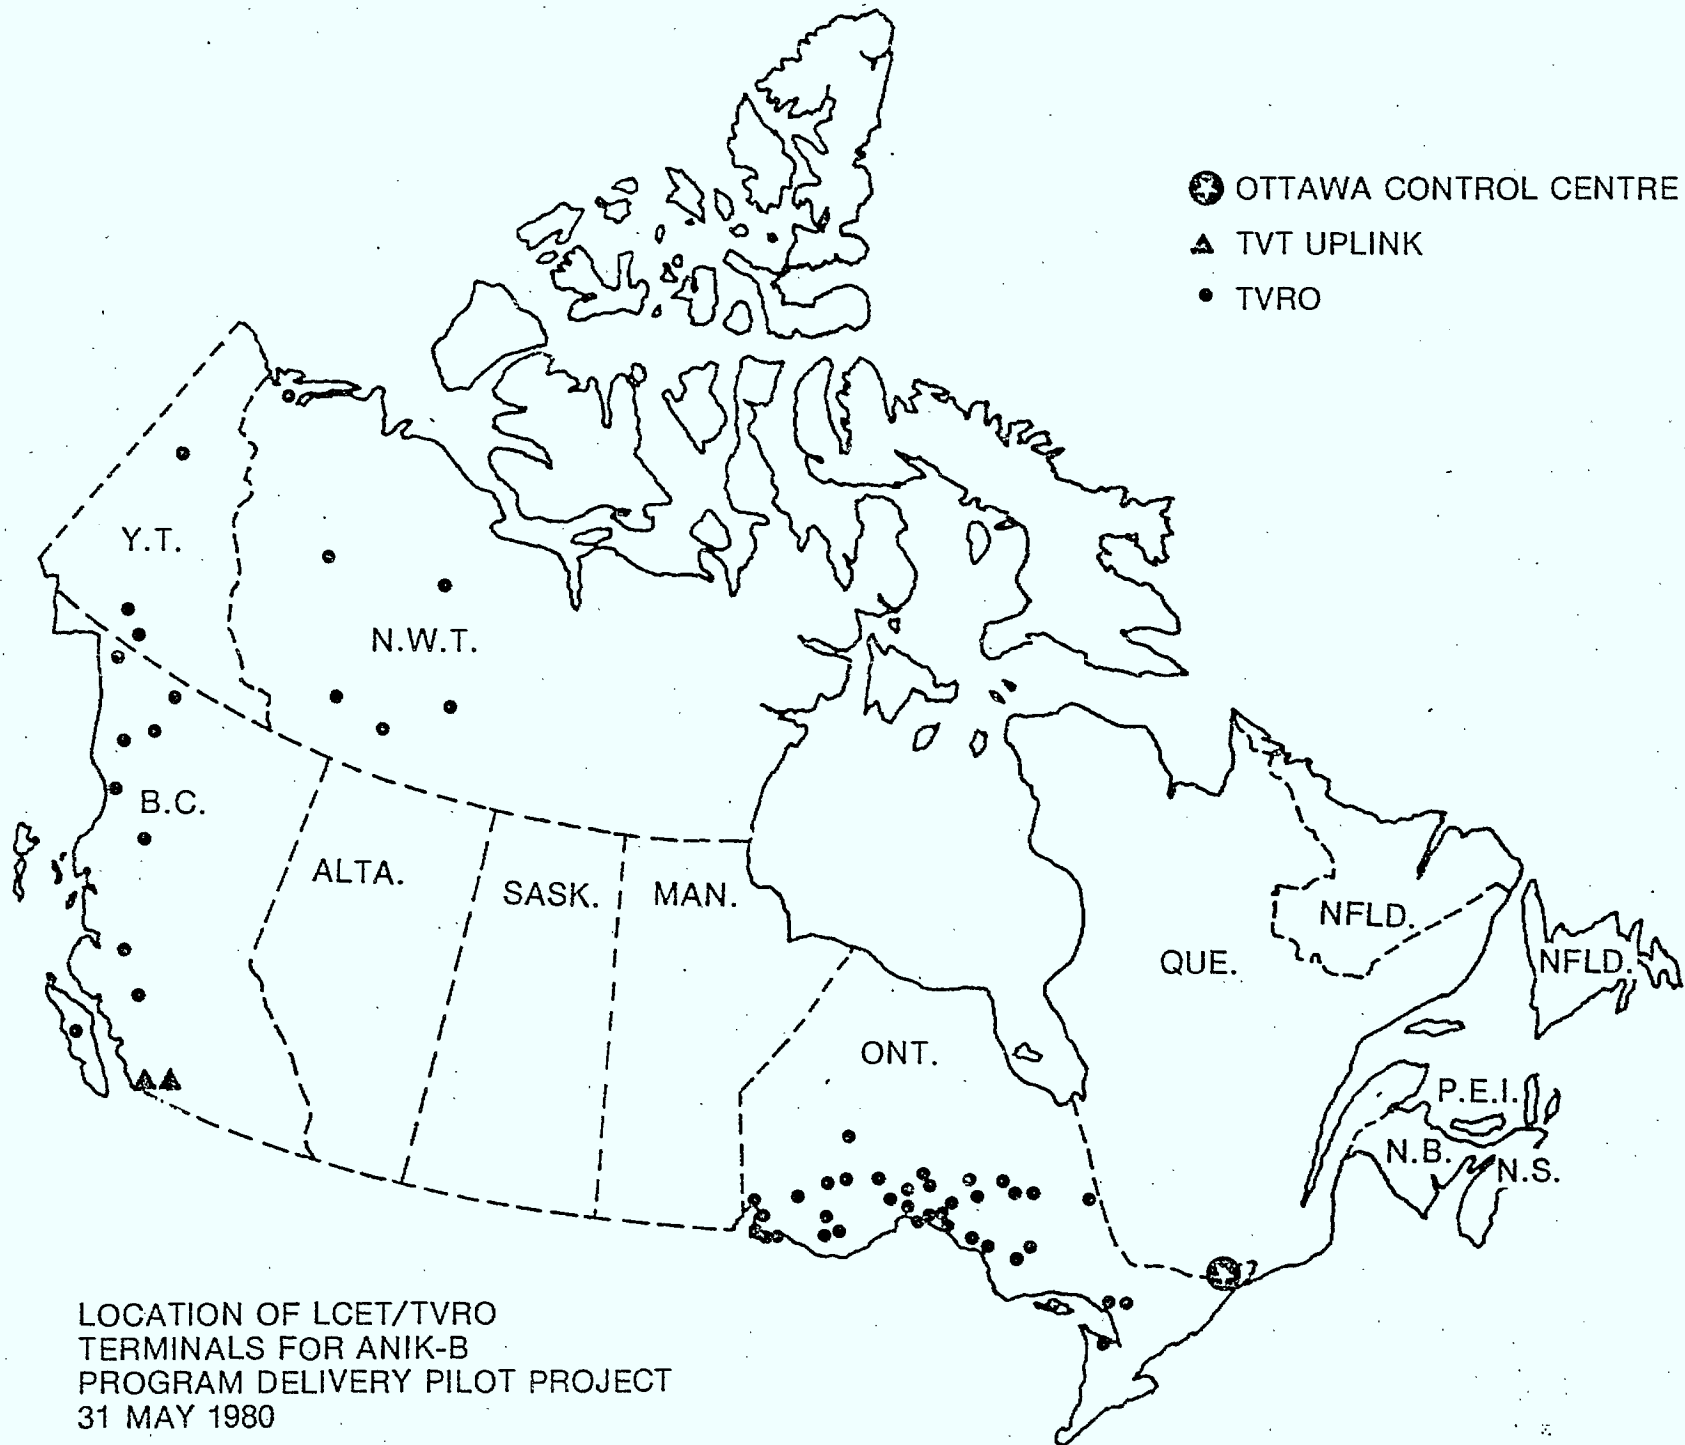 OTTAWA CONTROL CENTRE
TVT UPLINK
TVRO
Y.T.
N.W.T.
B.C.
ALTA.
SASK.
MAN.
NFLD.
QUE.
NFLD.
ONT.
P.E.I.
N.B.
N.S.
LOCATION OF LCET/TVRO
TERMINALS FOR ANIK-B
PROGRAM DELIVERY PILOT PROJECT
31 MAY 1980